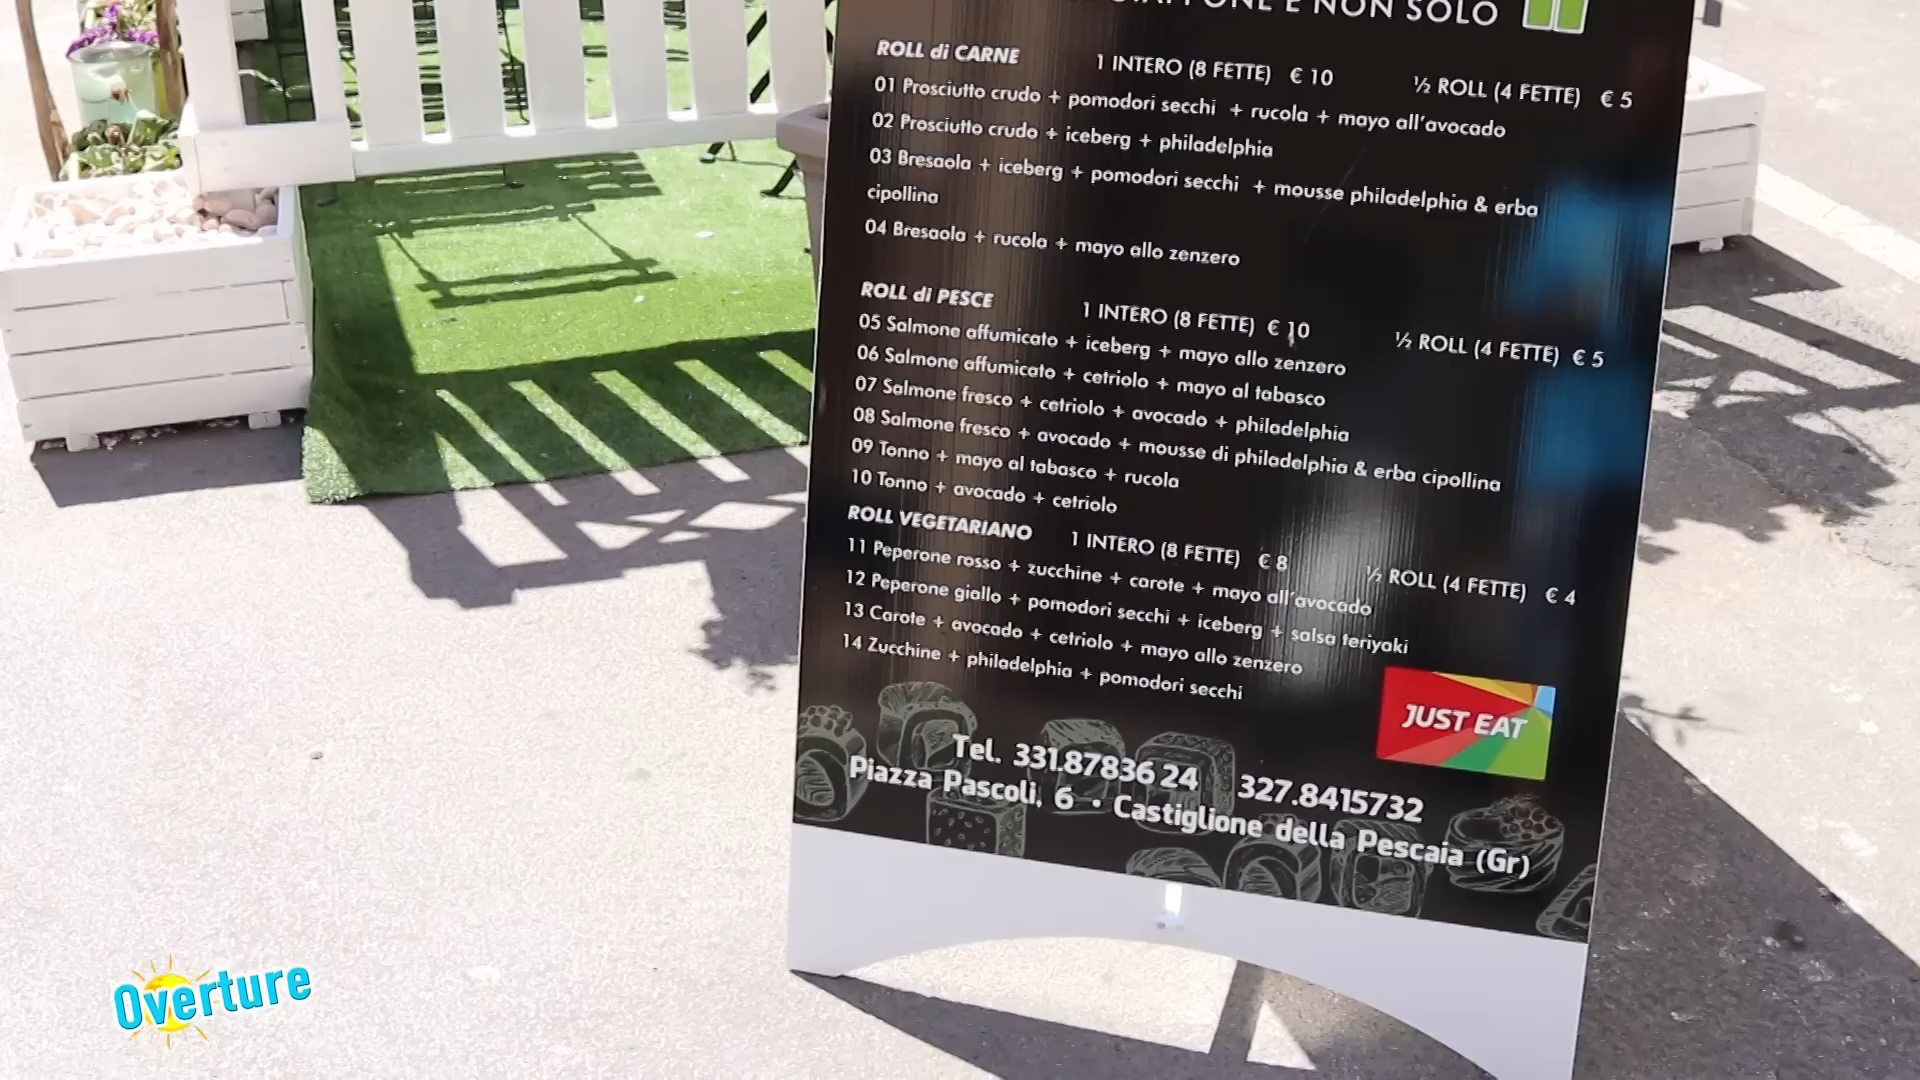 E NON SOLO
ROLL di CARNE 1 INTERO (8 FETTE) € 10 ½ ROLL (4 FETTE) € 5
01 Prosciutto crudo + pomodori secchi + rucola + mayo all'avocado
02 Prosciutto crudo + iceberg + philadelphia
03 Bresaola + iceberg + pomodori secchi + mousse philadelphia & erba
cipollina
04 Bresaola + rucola + mayo allo zenzero
ROLL di PESCE 1 INTERO (8 FETTE) € 10 ½ ROLL (4 FETTE) € 5
05 Salmone affumicato + iceberg + mayo allo zenzero
06 Salmone affumicato + cetriolo + mayo al tabasco
07 Salmone fresco + cetriolo + avocado + philadelphia
08 Salmone fresco + avocado + mousse di philadelphia & erba cipollina
09 Tonno + mayo al tabasco + rucola
10 Tonno + avocado + cetriolo
ROLL VEGETARIANO 1 INTERO (8 FETTE) € 8 ½ ROLL (4 FETTE) € 4
11 Peperone rosso + zucchine + carote + mayo all'avocado
12 Peperone giallo + pomodori secchi + iceberg + salsa teriyaki
13 Carote + avocado + cetriolo + mayo allo zenzero
14 Zucchine + philadelphia + pomodori secchi
JUST EAT
Tel. 331.8783624 327.8415732
Piazza Pascoli, 6 • Castiglione della Pescaia (Gr)
Overture